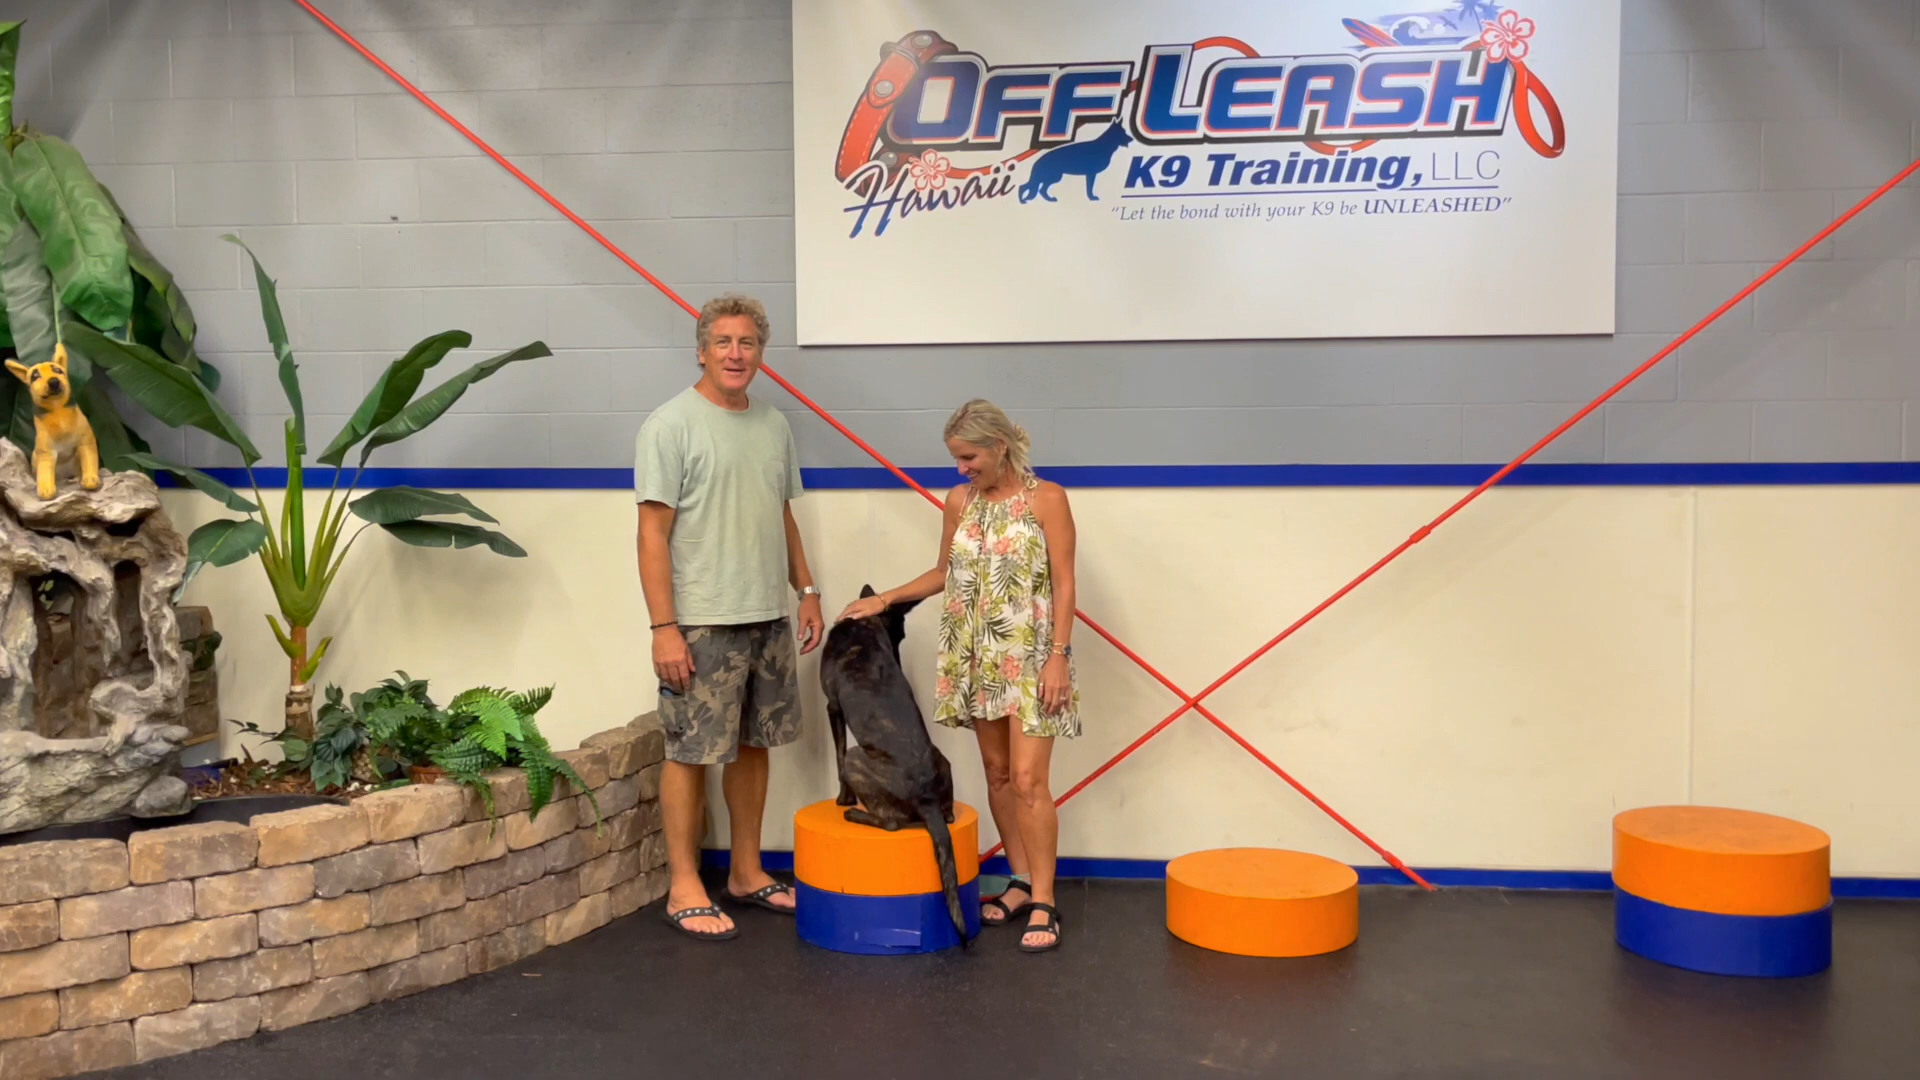 OFF LEASH
Hawaii K9 Training, LLC
"Let the bond with your K9 be UNLEASHED"